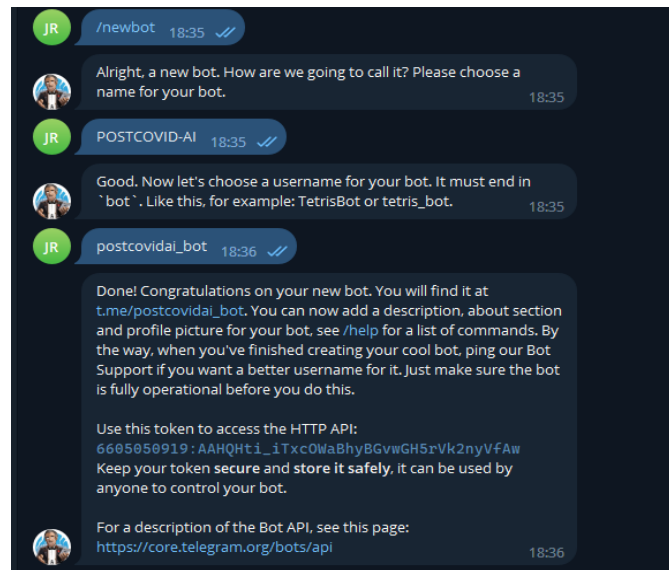 JR
/newbot 18:35
Alright, a new bot. How are we going to call it? Please choose a
name for your bot.
18:35
JR
POSTCOVID-AI 18:35
Good. Now let's choose a username for your bot. It must end in
`bot`. Like this, for example: TetrisBot or tetris_bot.
18:35
JR
postcovidai_bot 18:36
Done! Congratulations on your new bot. You will find it at
t.me/postcovidai_bot. You can now add a description, about section
and profile picture for your bot, see /help for a list of commands. By
the way, when you've finished creating your cool bot, ping our Bot
Support if you want a better username for it. Just make sure the bot
is fully operational before you do this.
Use this token to access the HTTP API:
6605050919:AAHQHti_iTxcOWaBhyBGvwGH5rVk2nyVfAw
Keep your token secure and store it safely, it can be used by
anyone to control your bot.
For a description of the Bot API, see this page:
https://core.telegram.org/bots/api
18:36